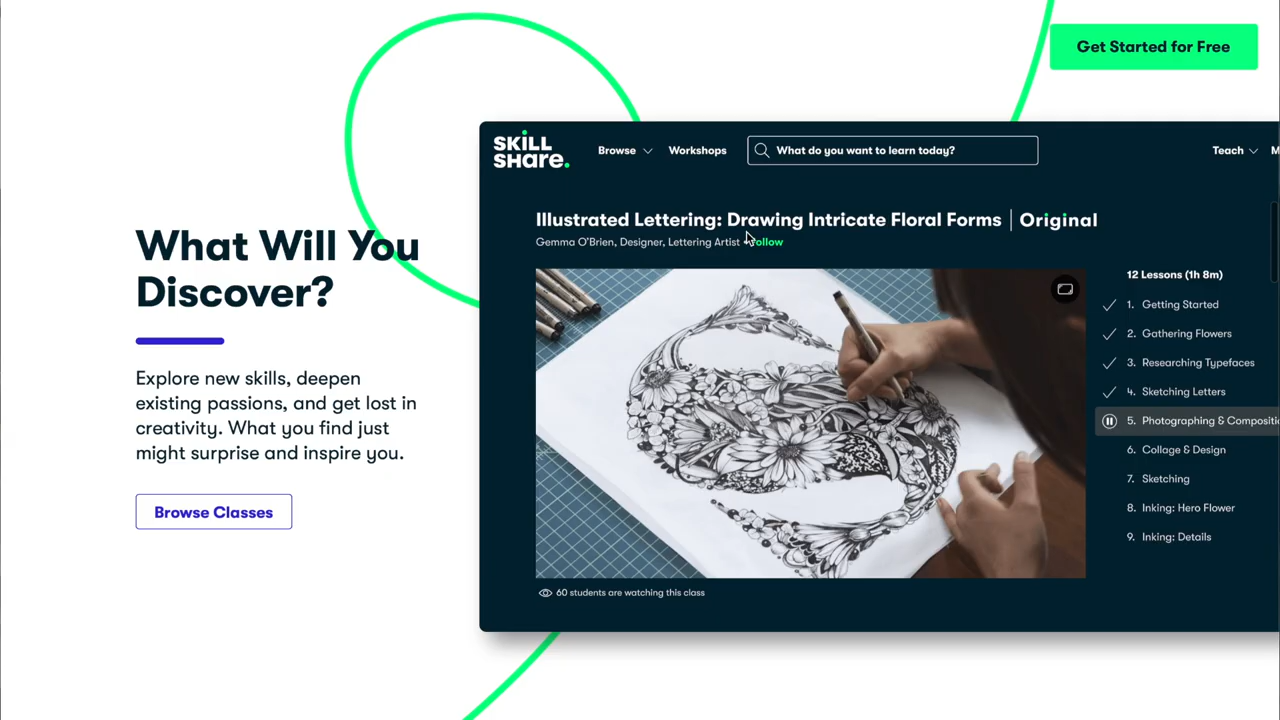 Get Started for Free
SKILL
SHARE.
Browse
Workshops
What do you want to learn today?
Teach
What Will You
Discover?
Explore new skills, deepen
existing passions, and get lost in
creativity. What you find just
might surprise and inspire you.
Browse Classes
Illustrated Lettering: Drawing Intricate Floral Forms | Original
Gemma O'Brien, Designer, Lettering Artist
12 Lessons (1h 8m)
1. Getting Started
2. Gathering Flowers
3. Researching Typefaces
4. Sketching Letters
5. Photographing & Compositi
6. Collage & Design
7. Sketching
8. Inking: Hero Flower
9. Inking: Details
60 students are watching this class